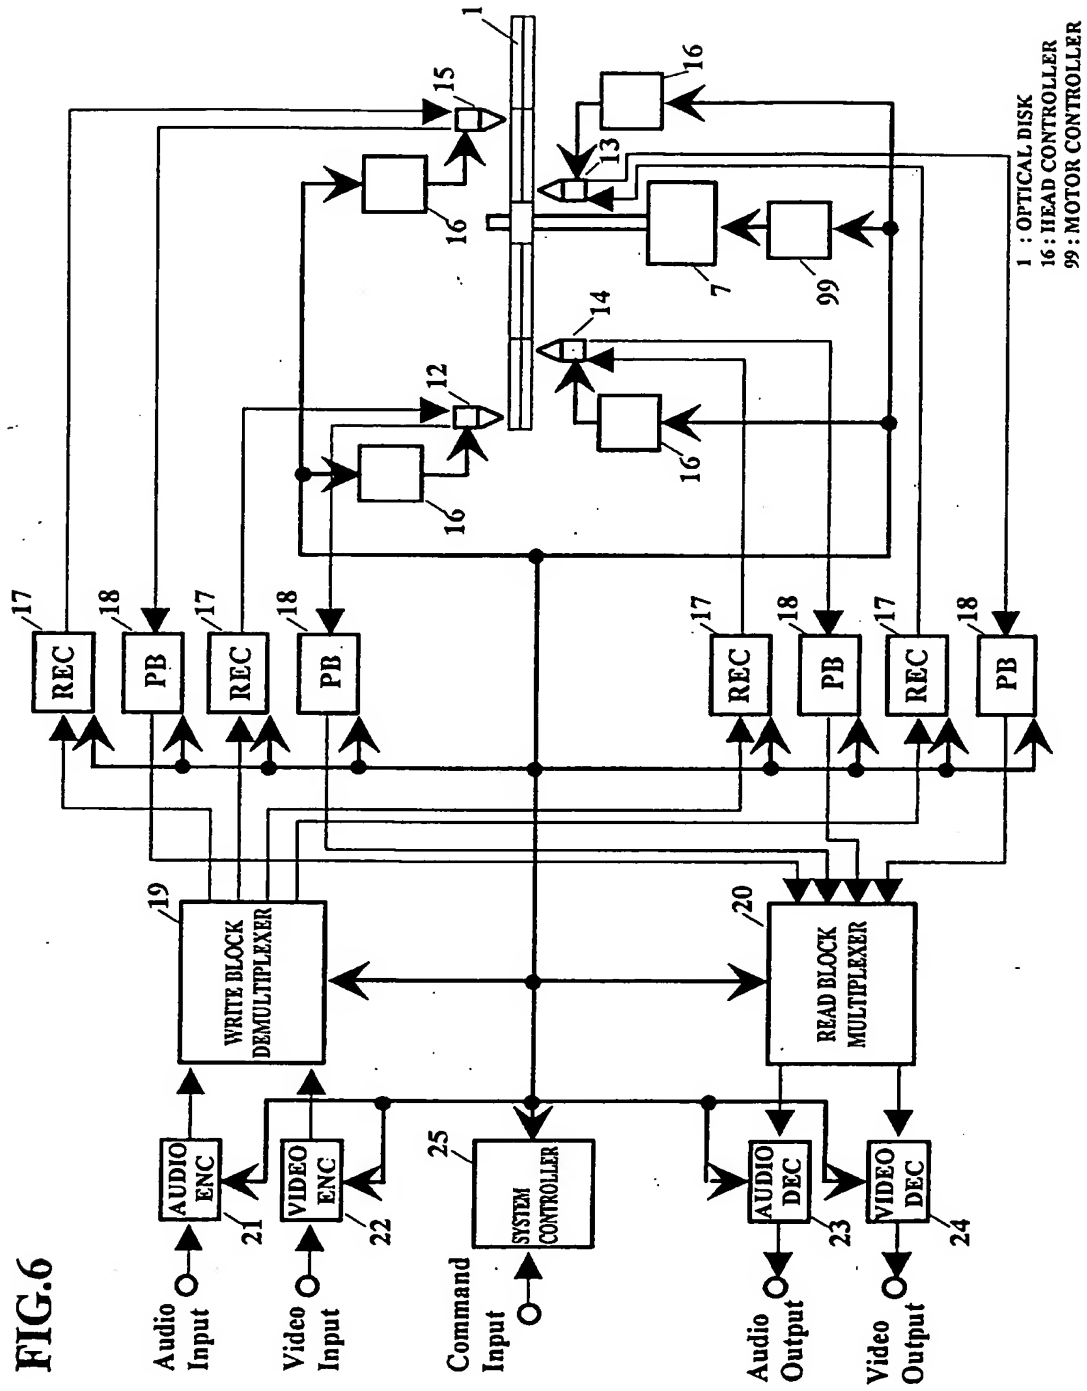 FIG.6
Audio
Input
Video
Input
Command
Input
Audio
Output
Video
Output
AUDIO
ENC
21
VIDEO
ENC
22
SYSTEM
CONTROLLER
25
AUDIO
DEC
23
VIDEO
DEC
24
WRITE BLOCK
DEMULTIPLEXER
19
READ BLOCK
MULTIPLEXER
20
REC
17
PB
18
REC
17
PB
18
REC
17
PB
18
REC
17
PB
18
16
12
16
15
1
14
16
13
16
7
99
1 : OPTICAL DISK
16 : HEAD CONTROLLER
99 : MOTOR CONTROLLER